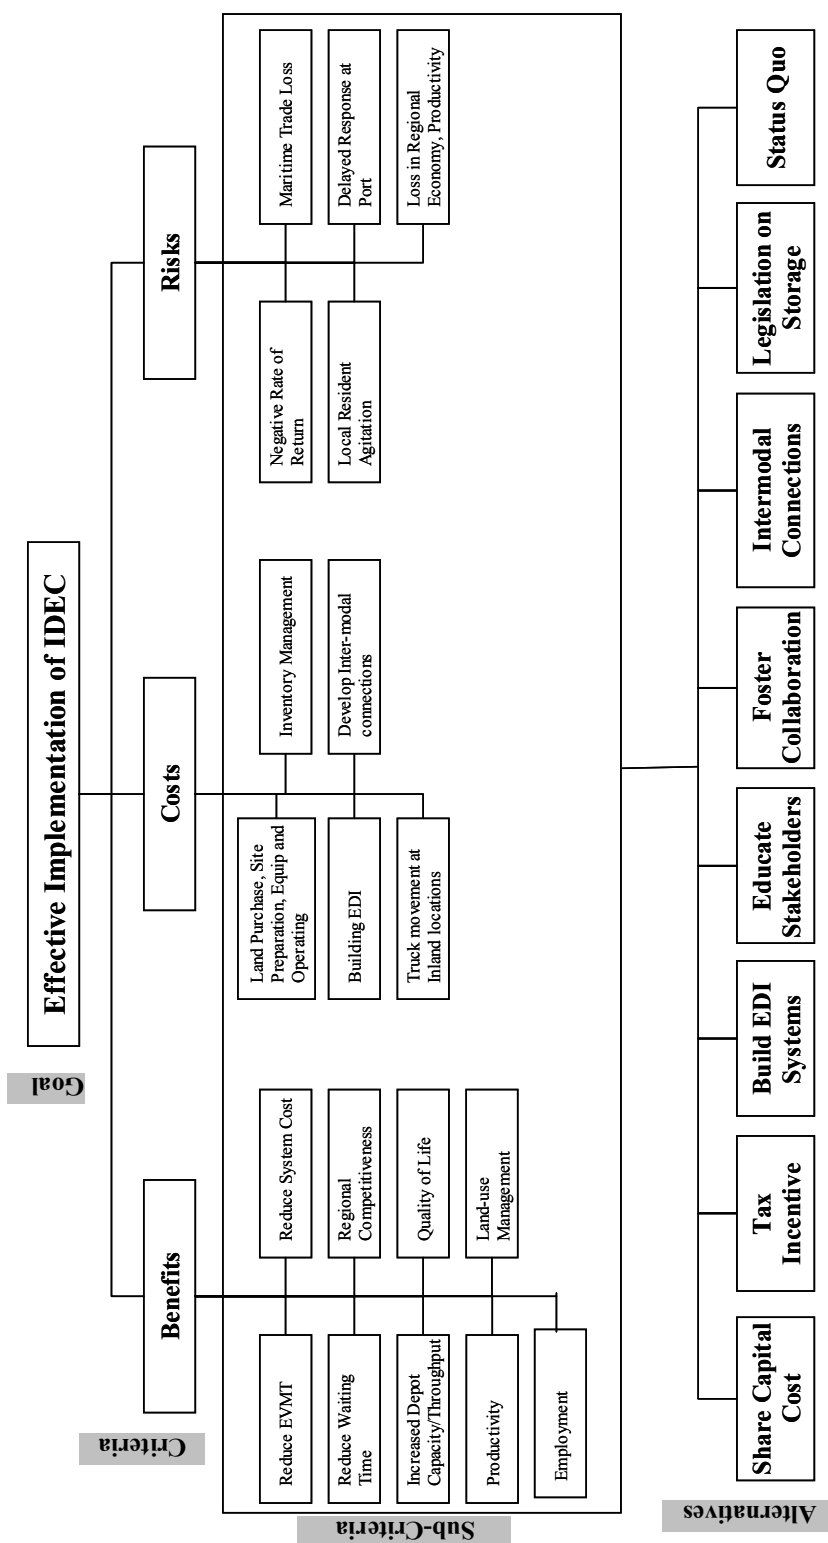 Goal
Effective Implementation of IDEC
Criteria
Benefits
Costs
Risks
Sub-Criteria
Reduce EVMT
Reduce System Cost
Reduce Waiting
Time
Regional
Competitiveness
Increased Depot
Capacity/Throughput
Quality of Life
Productivity
Land-use
Management
Employment
Land Purchase, Site
Preparation, Equip and
Operating
Inventory Management
Building EDI
Develop Inter-modal
connections
Truck movement at
Inland locations
Negative Rate of
Return
Maritime Trade Loss
Local Resident
Agitation
Delayed Response at
Port
Loss in Regional
Economy, Productivity
Alternatives
Share Capital
Cost
Tax
Incentive
Build EDI
Systems
Educate
Stakeholders
Foster
Collaboration
Intermodal
Connections
Legislation on
Storage
Status Quo